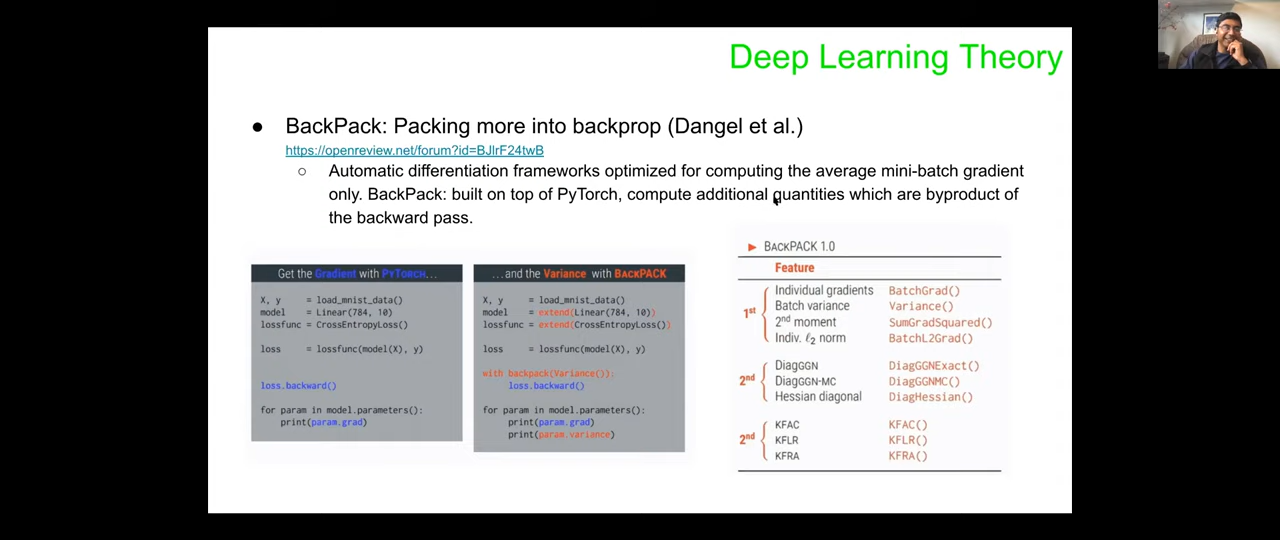 Deep Learning Theory
● BackPack: Packing more into backprop (Dangel et al.)
https://openreview.net/forum?id=BJlrF24twB
○ Automatic differentiation frameworks optimized for computing the average mini-batch gradient
only. BackPack: built on top of PyTorch, compute additional quantities which are byproduct of
the backward pass.
Get the Gradient with PYTORCH...
X, y = load_mnist_data()
model = Linear(784, 10)
lossfunc = CrossEntropyLoss()
loss = lossfunc(model(X), y)
loss.backward()
for param in model.parameters():
print(param.grad)
...and the Variance with BACKPACK
X, y = load_mnist_data()
model = extend(Linear(784, 10))
lossfunc = extend(CrossEntropyLoss())
loss = lossfunc(model(X), y)
with backpack(Variance()):
loss.backward()
for param in model.parameters():
print(param.grad)
print(param.variance)
► BACKPACK 1.0
Feature
1st
Individual gradients BatchGrad()
Batch variance Variance()
2nd moment SumGradSquared()
Indiv. ℓ2 norm BatchL2Grad()
2nd
DIAGGGN DiagGGNExact()
DIAGGGN-MC DiagGGNMC()
Hessian diagonal DiagHessian()
2nd
KFAC KFAC()
KFLR KFLR()
KFRA KFRA()